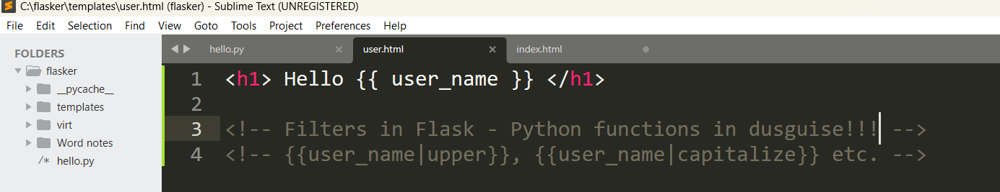 C:\flasker\templates\user.html (flasker) - Sublime Text (UNREGISTERED)
File Edit Selection Find View Goto Tools Project Preferences Help
FOLDERS
flasker
__pycache__
templates
virt
Word notes
/* hello.py
hello.py × user.html × index.html
1 <h1> Hello {{ user_name }} </h1>
2
3 <!-- Filters in Flask - Python functions in dusguise!!! -->
4 <!-- {{user_name|upper}}, {{user_name|capitalize}} etc. -->